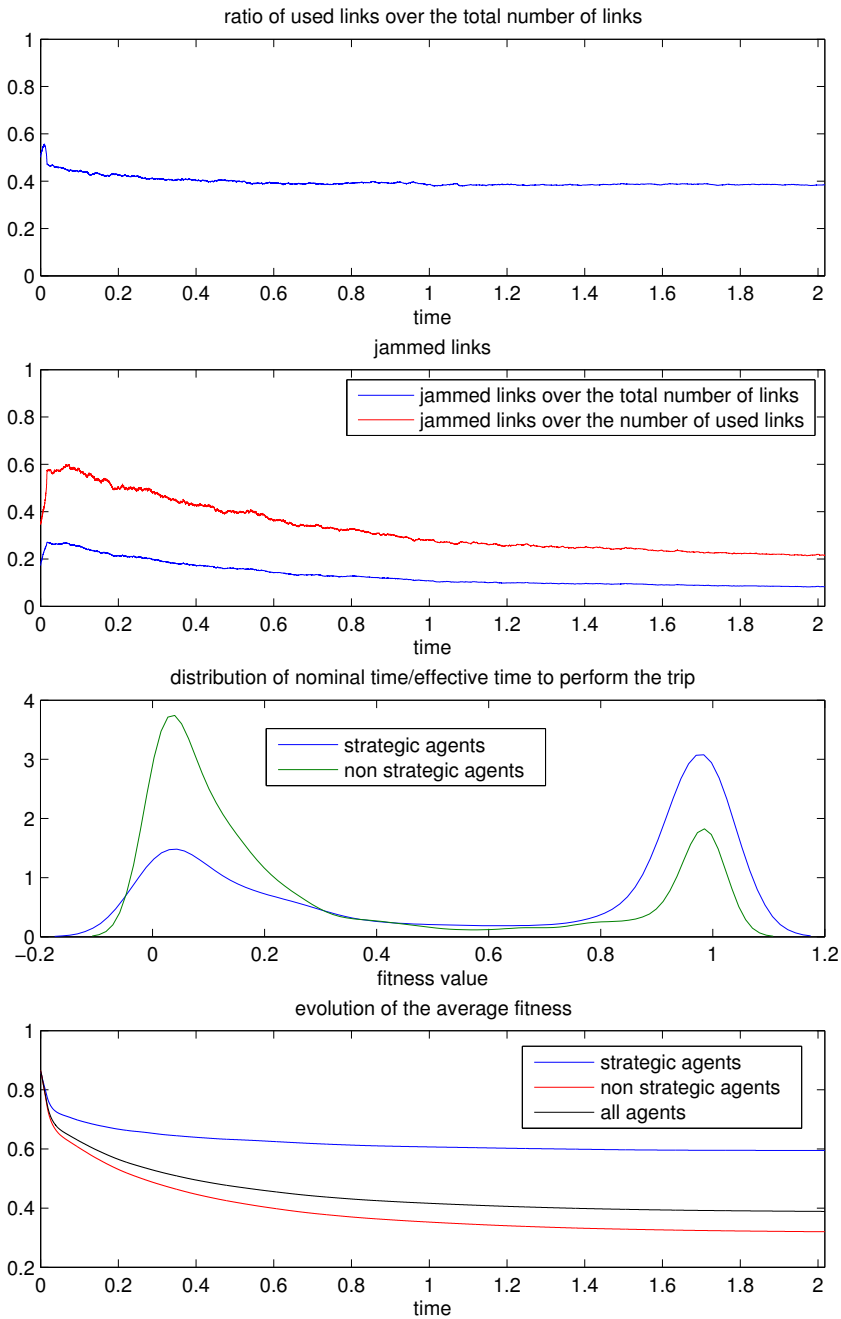 ratio of used links over the total number of links
1
0.8
0.6
0.4
0.2
0
0 0.2 0.4 0.6 0.8 1 1.2 1.4 1.6 1.8 2
time
jammed links
1
0.8
0.6
0.4
0.2
0
jammed links over the total number of links
jammed links over the number of used links
0 0.2 0.4 0.6 0.8 1 1.2 1.4 1.6 1.8 2
time
distribution of nominal time/effective time to perform the trip
4
3
2
1
0
strategic agents
non strategic agents
−0.2 0 0.2 0.4 0.6 0.8 1 1.2
fitness value
evolution of the average fitness
1
0.8
0.6
0.4
0.2
strategic agents
non strategic agents
all agents
0 0.2 0.4 0.6 0.8 1 1.2 1.4 1.6 1.8 2
time